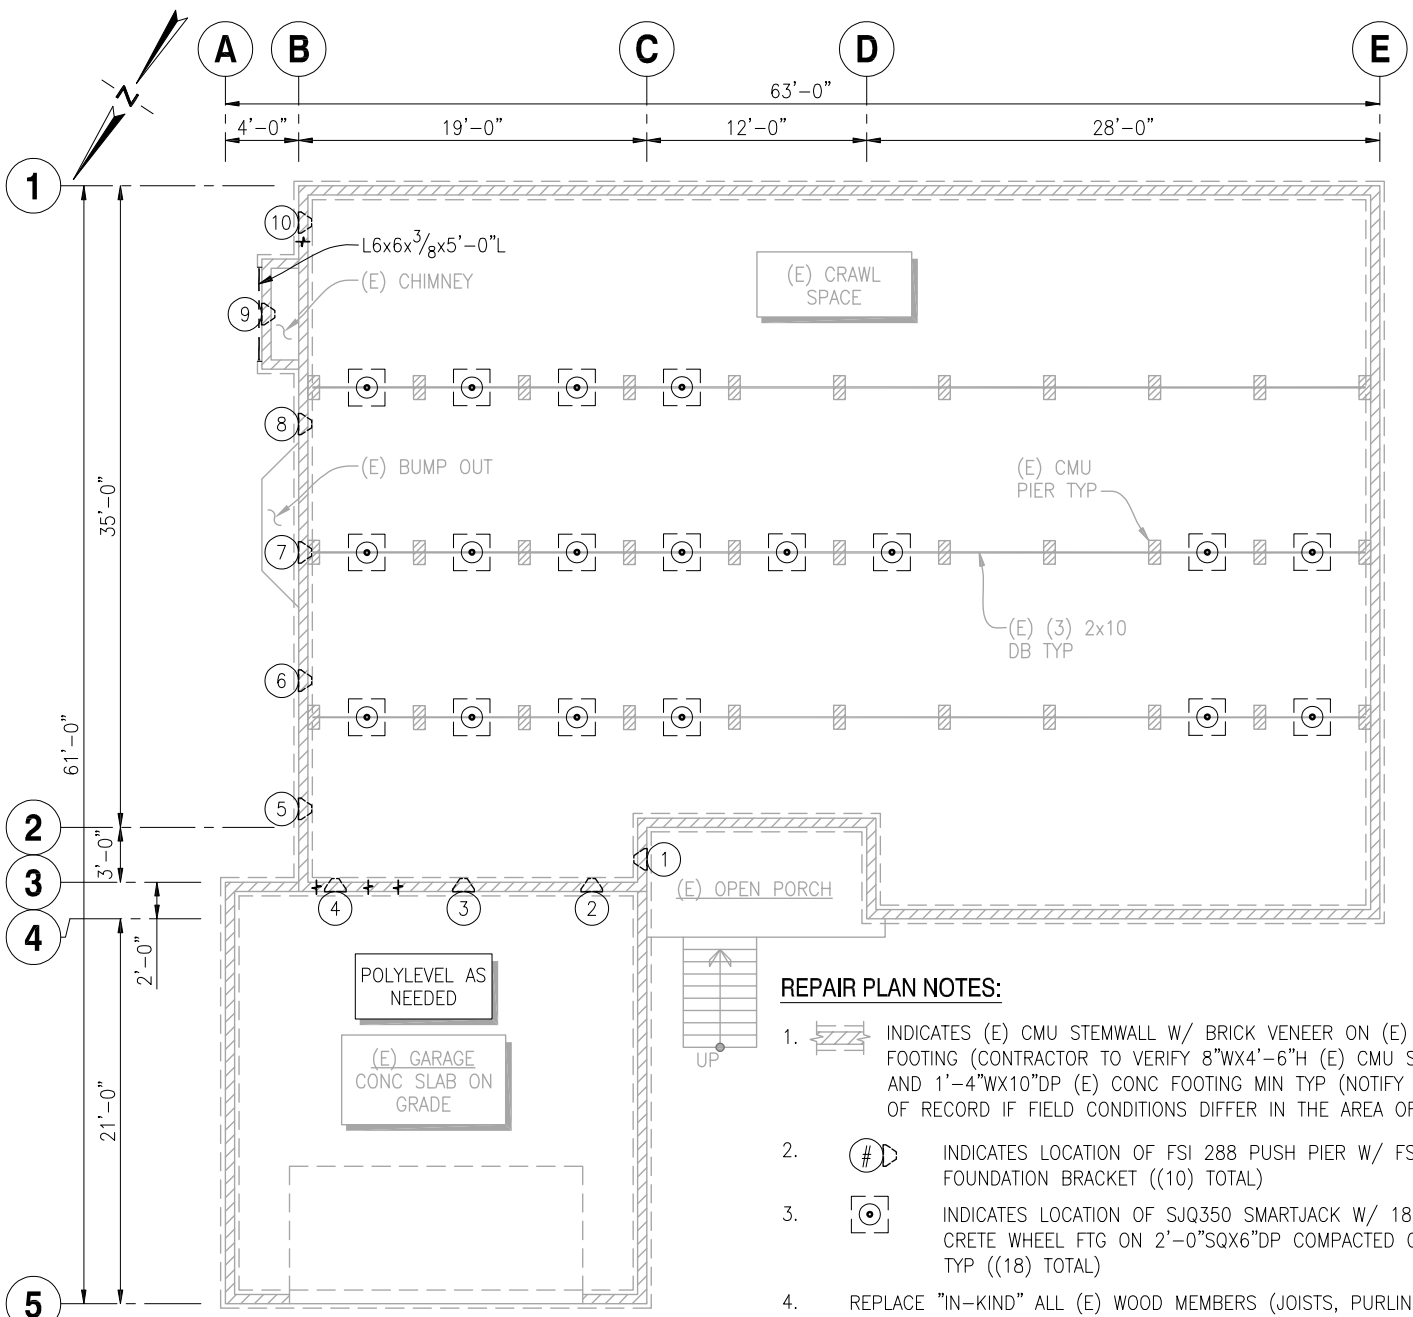 A B C D E
N
63'-0"
4'-0" 19'-0" 12'-0" 28'-0"
1
10
L6x6x3/8x5'-0"L
(E) CHIMNEY
(E) CRAWL
SPACE
9
8
(E) BUMP OUT
(E) CMU
PIER TYP
35'-0"
7
(E) (3) 2x10
DB TYP
6
61'-0"
5
2
3'-0"
1
3
(E) OPEN PORCH
4 3 2
4
2'-0"
POLYLEVEL AS
NEEDED
(E) GARAGE
CONC SLAB ON
GRADE
UP
21'-0"
5
REPAIR PLAN NOTES:
1. INDICATES (E) CMU STEMWALL W/ BRICK VENEER ON (E)
FOOTING (CONTRACTOR TO VERIFY 8"WX4'-6"H (E) CMU S
AND 1'-4"WX10"DP (E) CONC FOOTING MIN TYP (NOTIFY
OF RECORD IF FIELD CONDITIONS DIFFER IN THE AREA OF
2. # INDICATES LOCATION OF FSI 288 PUSH PIER W/ FS
FOUNDATION BRACKET ((10) TOTAL)
3. INDICATES LOCATION OF SJQ350 SMARTJACK W/ 18
CRETE WHEEL FTG ON 2'-0"SQX6"DP COMPACTED
TYP ((18) TOTAL)
4. REPLACE "IN-KIND" ALL (E) WOOD MEMBERS (JOISTS, PURLIN